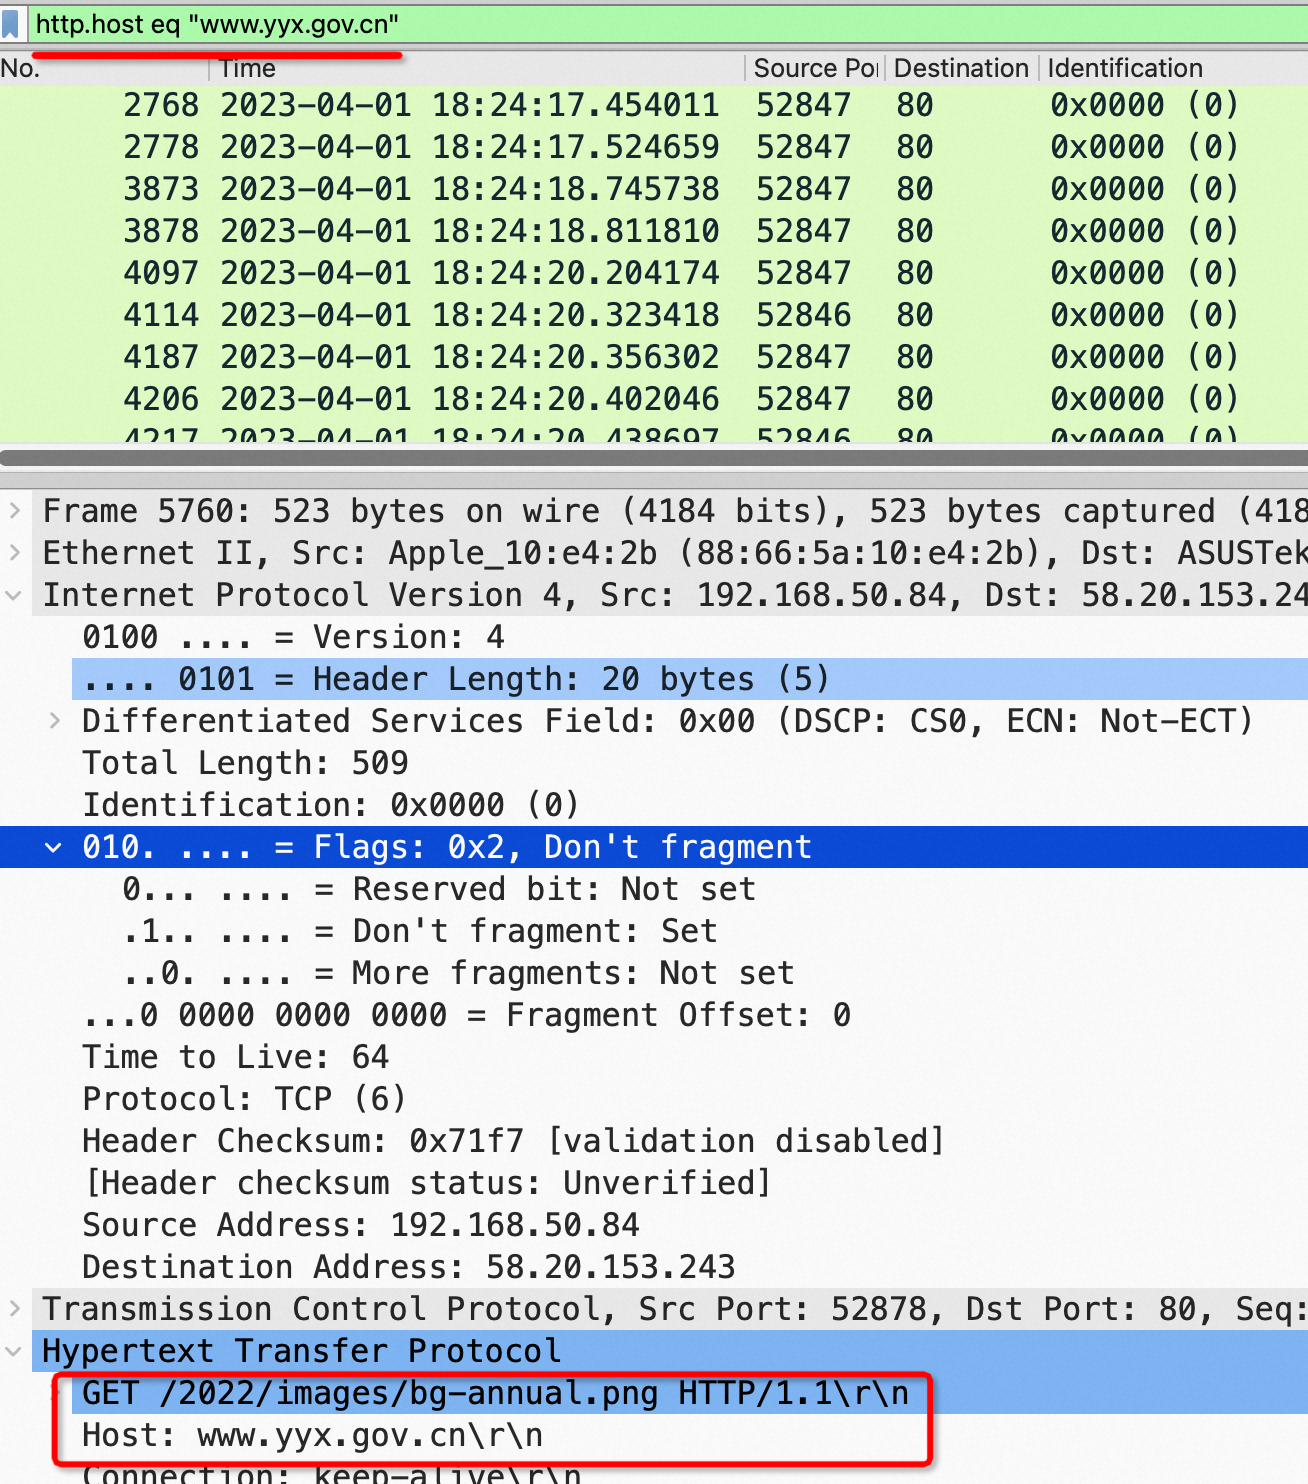 http.host eq "www.yyx.gov.cn"
No. Time Source Por Destination Identification
2768 2023-04-01 18:24:17.454011 52847 80 0x0000 (0)
2778 2023-04-01 18:24:17.524659 52847 80 0x0000 (0)
3873 2023-04-01 18:24:18.745738 52847 80 0x0000 (0)
3878 2023-04-01 18:24:18.811810 52847 80 0x0000 (0)
4097 2023-04-01 18:24:20.204174 52847 80 0x0000 (0)
4114 2023-04-01 18:24:20.323418 52846 80 0x0000 (0)
4187 2023-04-01 18:24:20.356302 52847 80 0x0000 (0)
4206 2023-04-01 18:24:20.402046 52847 80 0x0000 (0)
4217 2023-04-01 18:24:20.438697 52846 80 0x0000 (0)
Frame 5760: 523 bytes on wire (4184 bits), 523 bytes captured (418
Ethernet II, Src: Apple_10:e4:2b (88:66:5a:10:e4:2b), Dst: ASUSTek
Internet Protocol Version 4, Src: 192.168.50.84, Dst: 58.20.153.24
0100 .... = Version: 4
.... 0101 = Header Length: 20 bytes (5)
Differentiated Services Field: 0x00 (DSCP: CS0, ECN: Not-ECT)
Total Length: 509
Identification: 0x0000 (0)
010. .... = Flags: 0x2, Don't fragment
0... .... = Reserved bit: Not set
.1.. .... = Don't fragment: Set
..0. .... = More fragments: Not set
...0 0000 0000 0000 = Fragment Offset: 0
Time to Live: 64
Protocol: TCP (6)
Header Checksum: 0x71f7 [validation disabled]
[Header checksum status: Unverified]
Source Address: 192.168.50.84
Destination Address: 58.20.153.243
Transmission Control Protocol, Src Port: 52878, Dst Port: 80, Seq:
Hypertext Transfer Protocol
GET /2022/images/bg-annual.png HTTP/1.1\r\n
Host: www.yyx.gov.cn\r\n
Connection: keep-alive\r\n